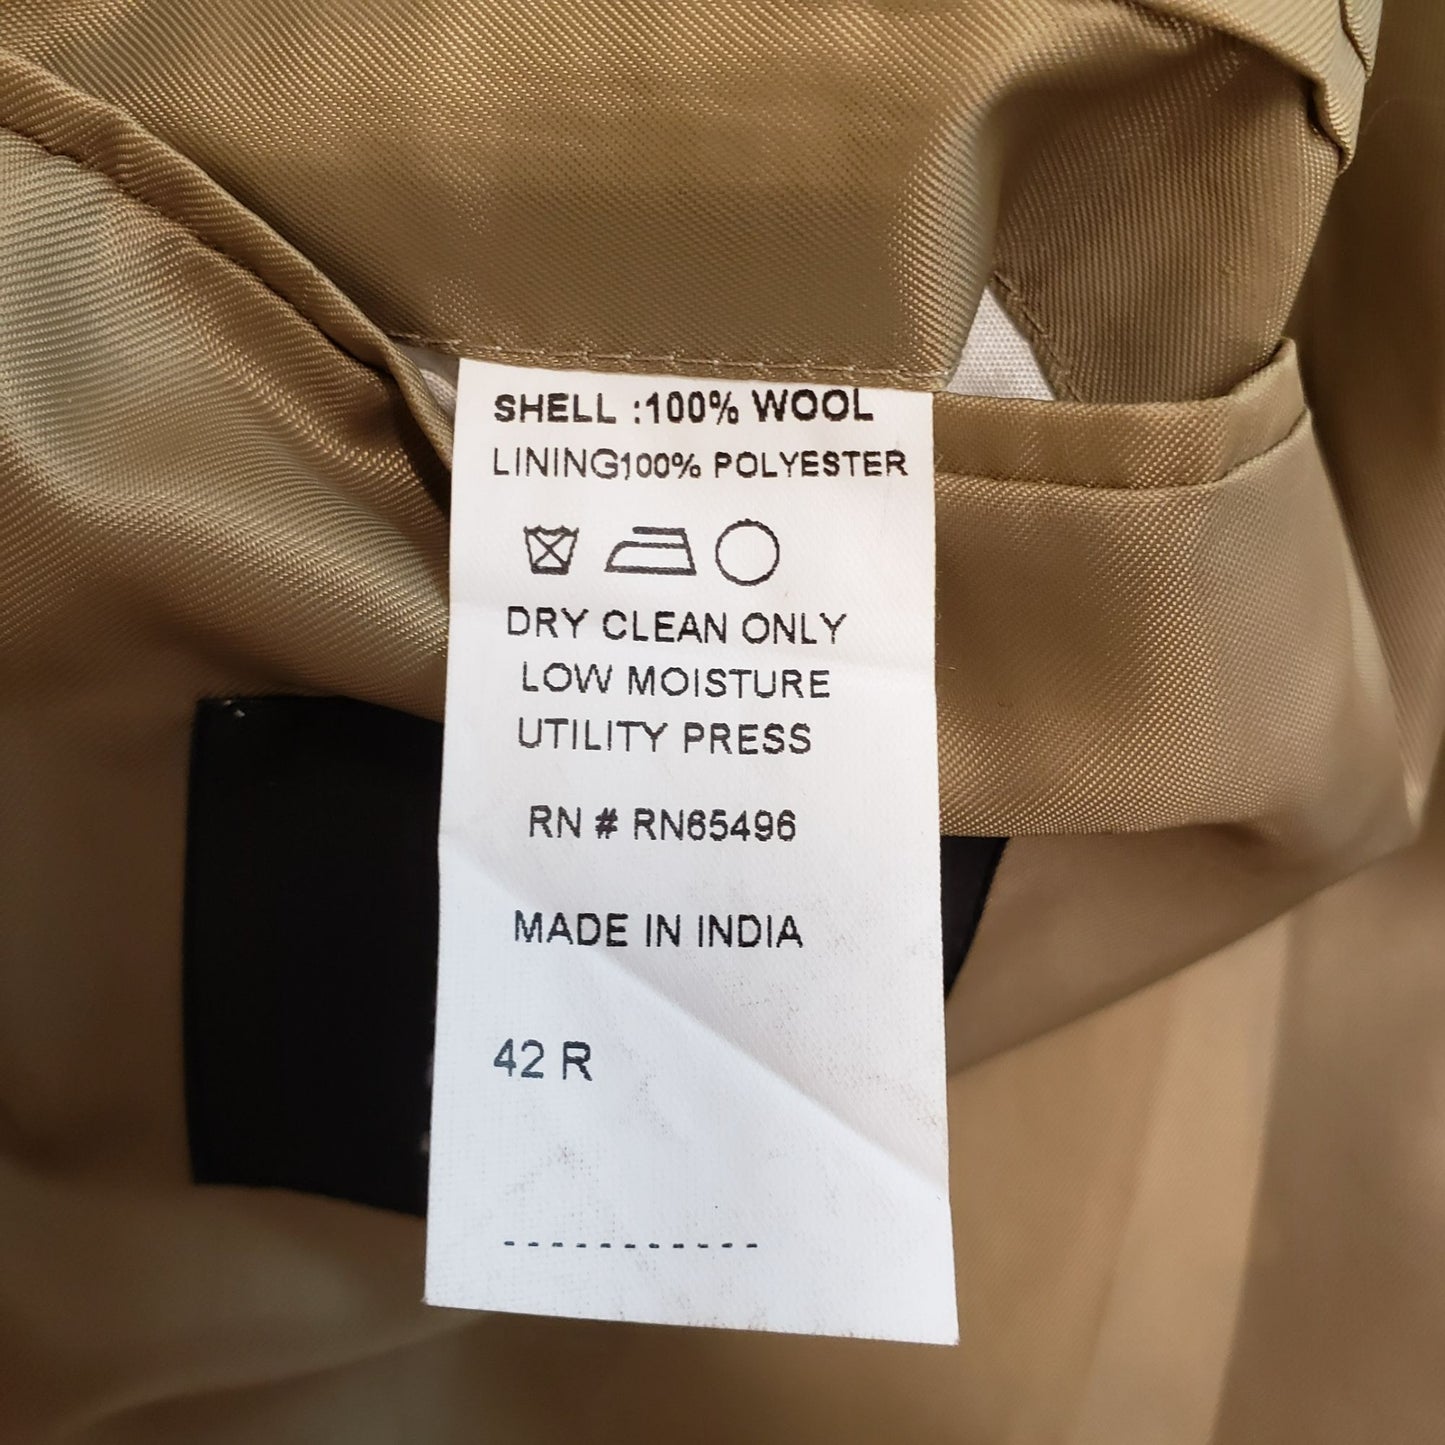 SHELL :100% WOOL
LINING100% POLYESTER
DRY CLEAN ONLY
LOW MOISTURE
UTILITY PRESS
RN # RN65496
MADE IN INDIA
42 R
-----------